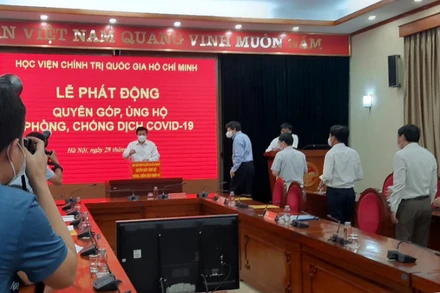 ẢN VIỆT NAM QUANG VINH MUÔN NĂM
HỌC VIỆN CHÍNH TRỊ QUỐC GIA HỒ CHÍ MINH
LỄ PHÁT ĐỘNG
QUYÊN GÓP, ỦNG HỘ
PHÒNG, CHỐNG DỊCH COVID-19
Hà Nội, ngày 29